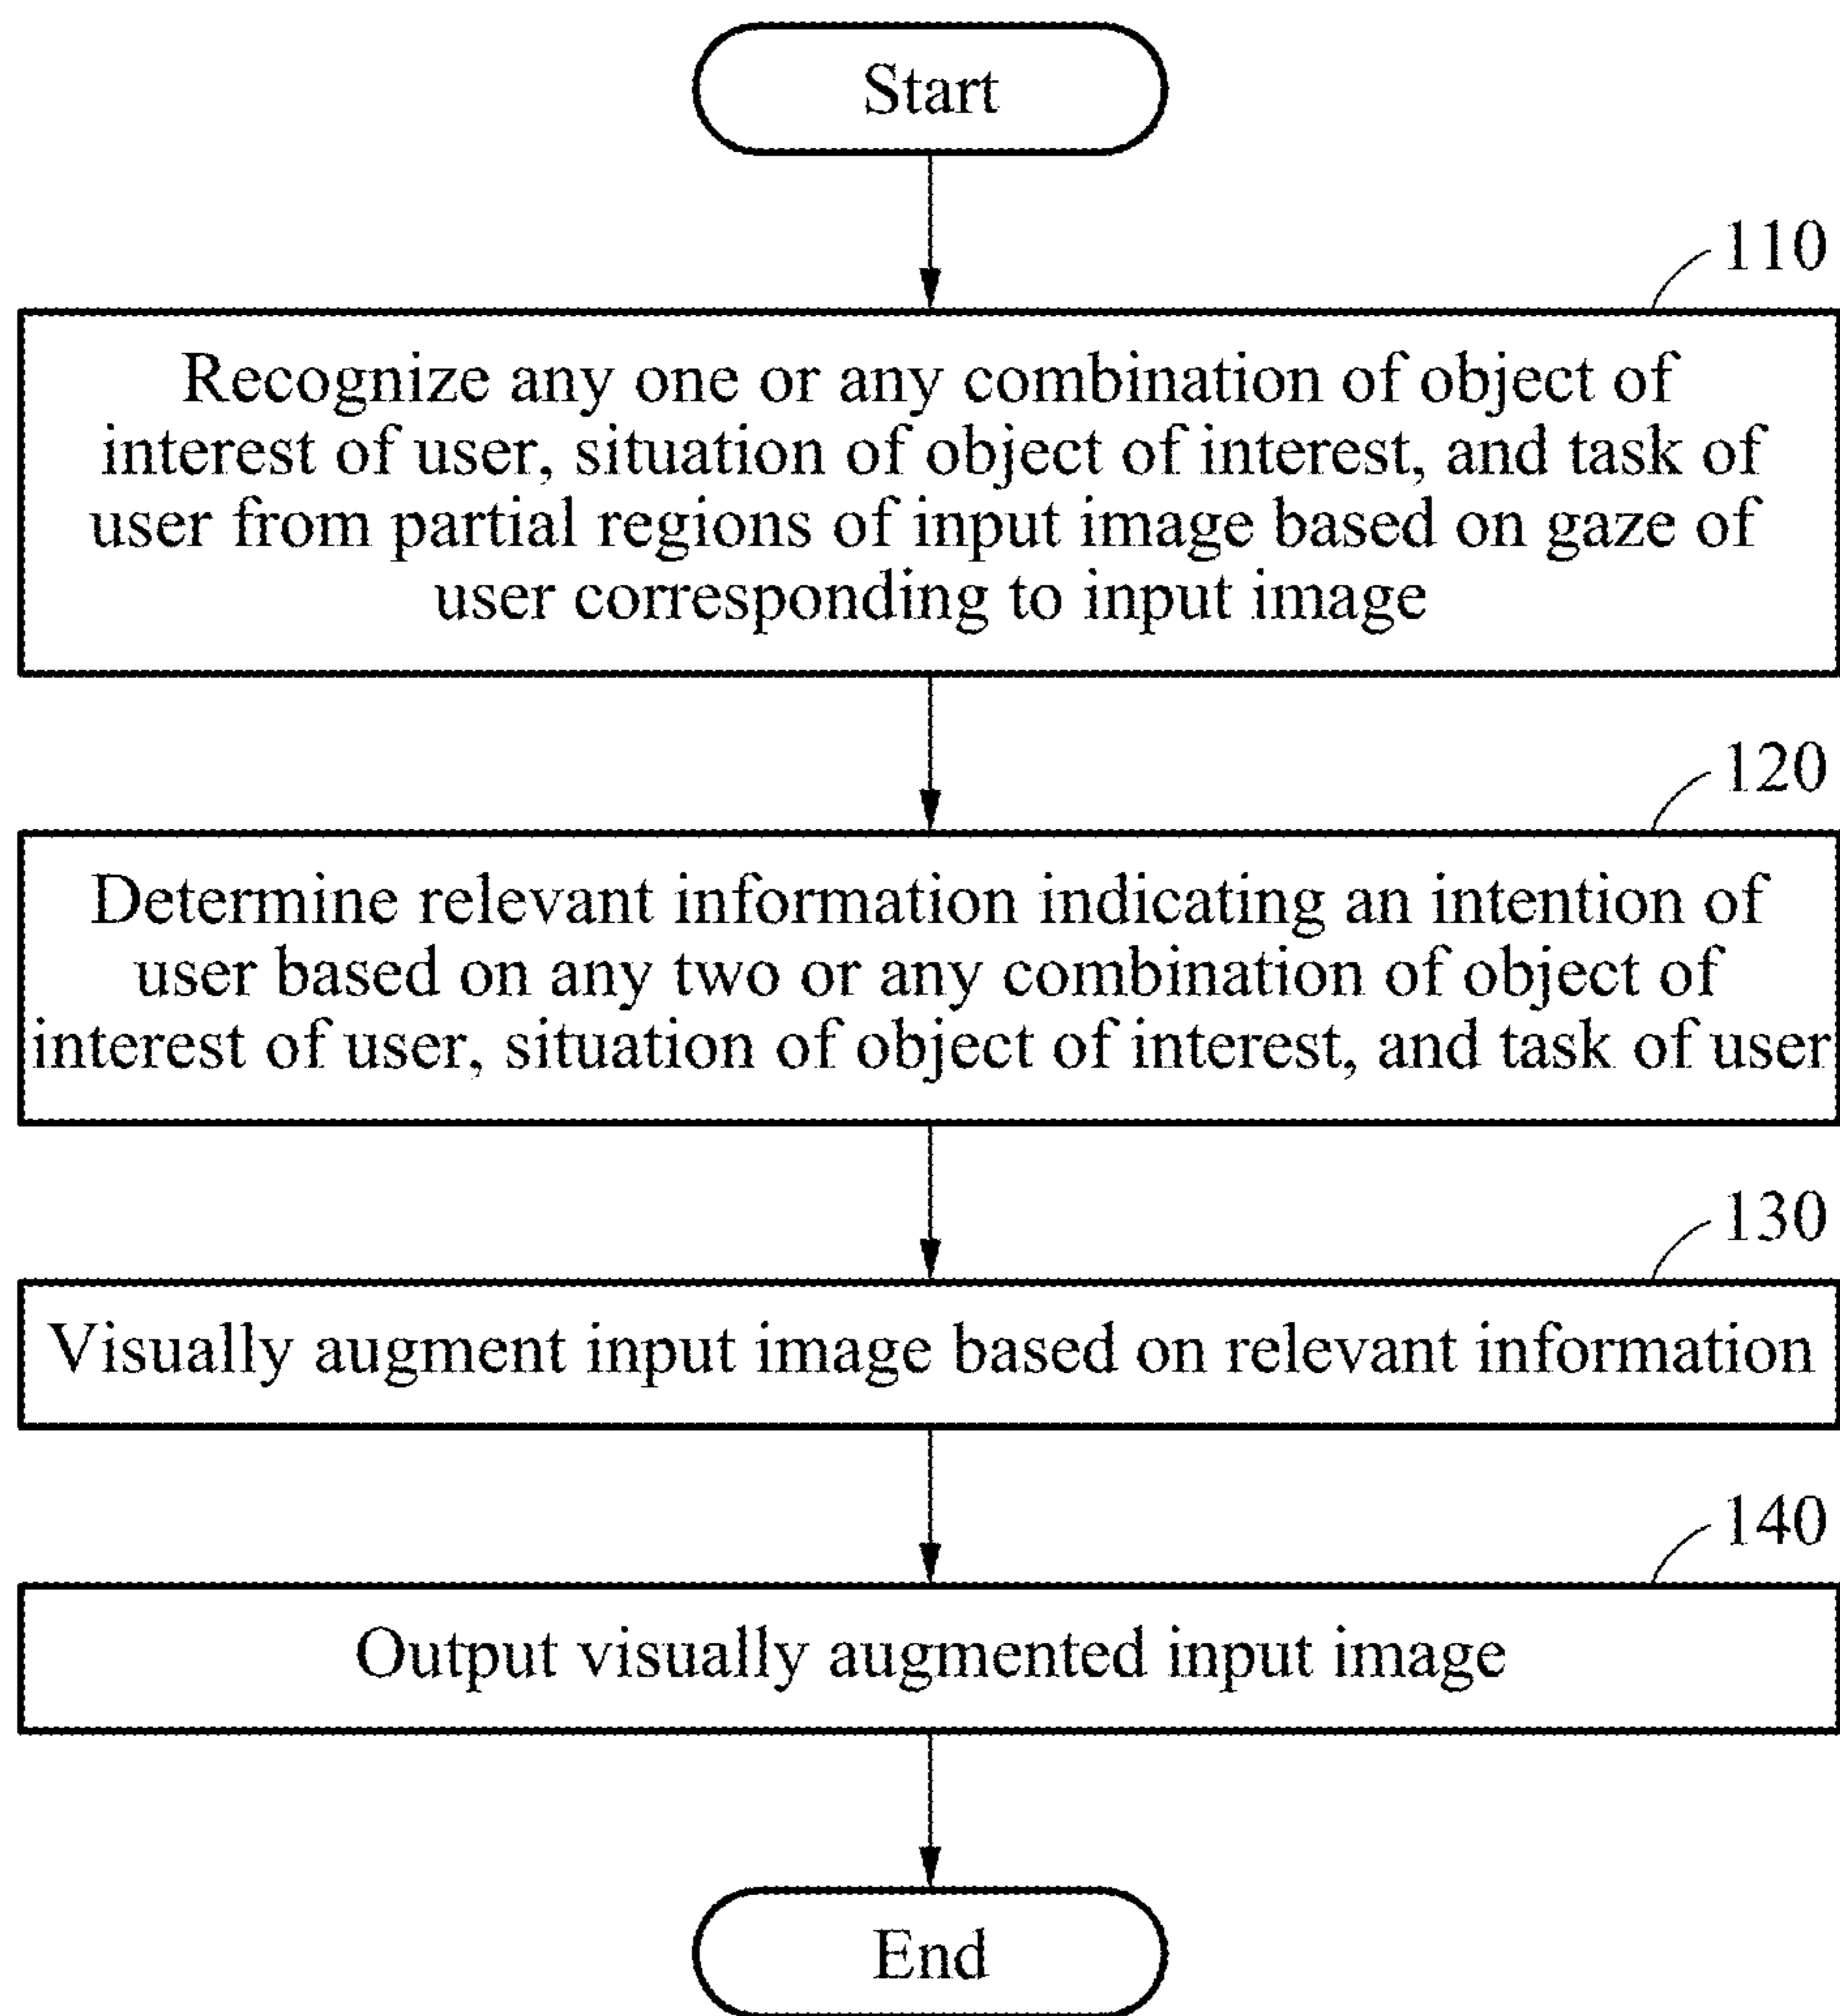 Start
110
Recognize any one or any combination of object of
interest of user, situation of object of interest, and task of
user from partial regions of input image based on gaze of
user corresponding to input image
120
Determine relevant information indicating an intention of
user based on any two or any combination of object of
interest of user, situation of object of interest, and task of user
130
Visually augment input image based on relevant information
140
Output visually augmented input image
End